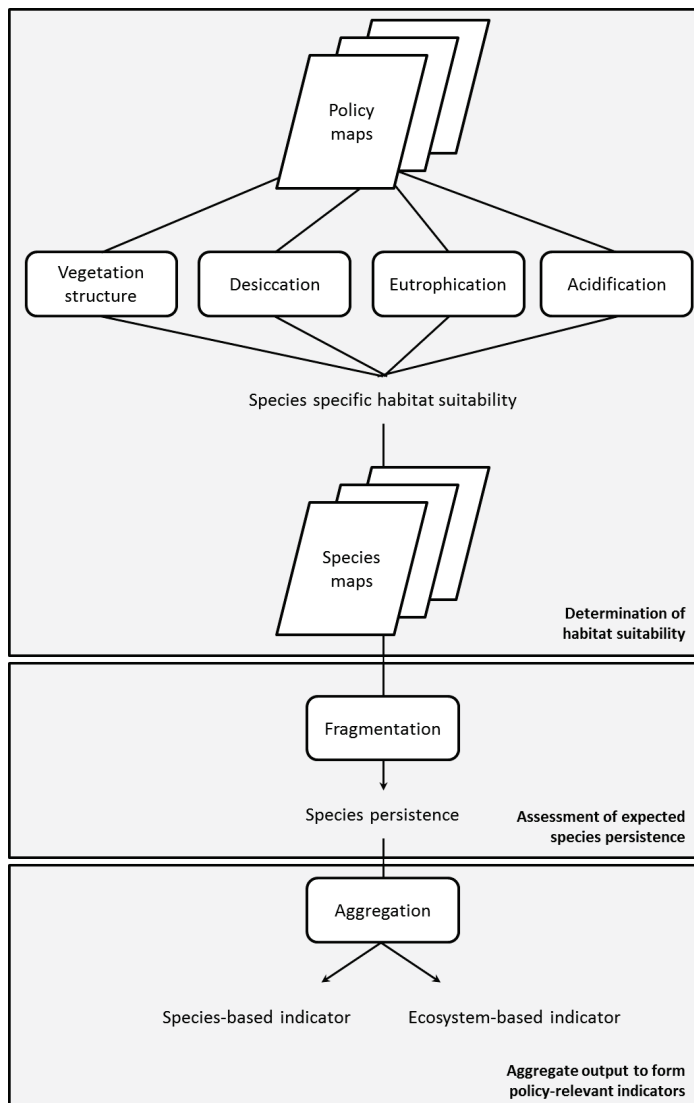 Policy
maps
Vegetation
structure
Desiccation
Eutrophication
Acidification
Species specific habitat suitability
Species
maps
Determination of
habitat suitability
Fragmentation
Species persistence
Assessment of expected
species persistence
Aggregation
Species-based indicator
Ecosystem-based indicator
Aggregate output to form
policy-relevant indicators